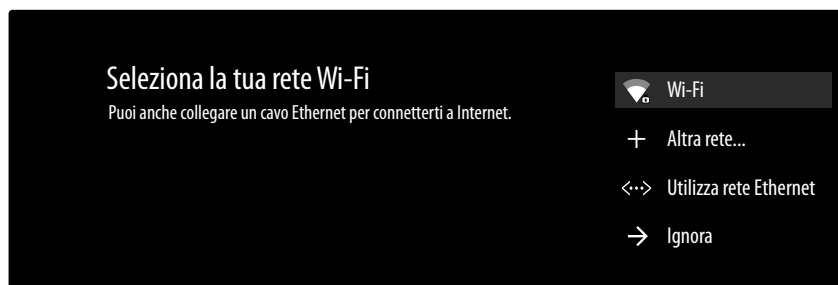 Seleziona la tua rete Wi-Fi
Puoi anche collegare un cavo Ethernet per connetterti a Internet.
Wi-Fi
Altra rete...
Utilizza rete Ethernet
Ignora